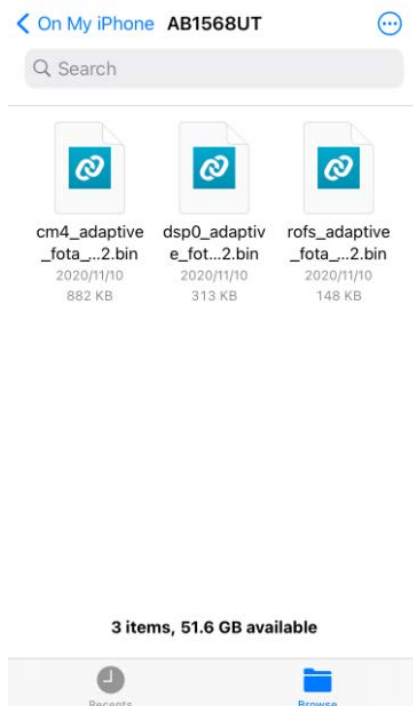 On My iPhone AB1568UT
Search
cm4_adaptive dsp0_adaptiv rofs_adaptive
_fota_...2.bin e_fot...2.bin _fota_...2.bin
2020/11/10 2020/11/10 2020/11/10
882 KB 313 KB 148 KB
3 items, 51.6 GB available
Recents Browse